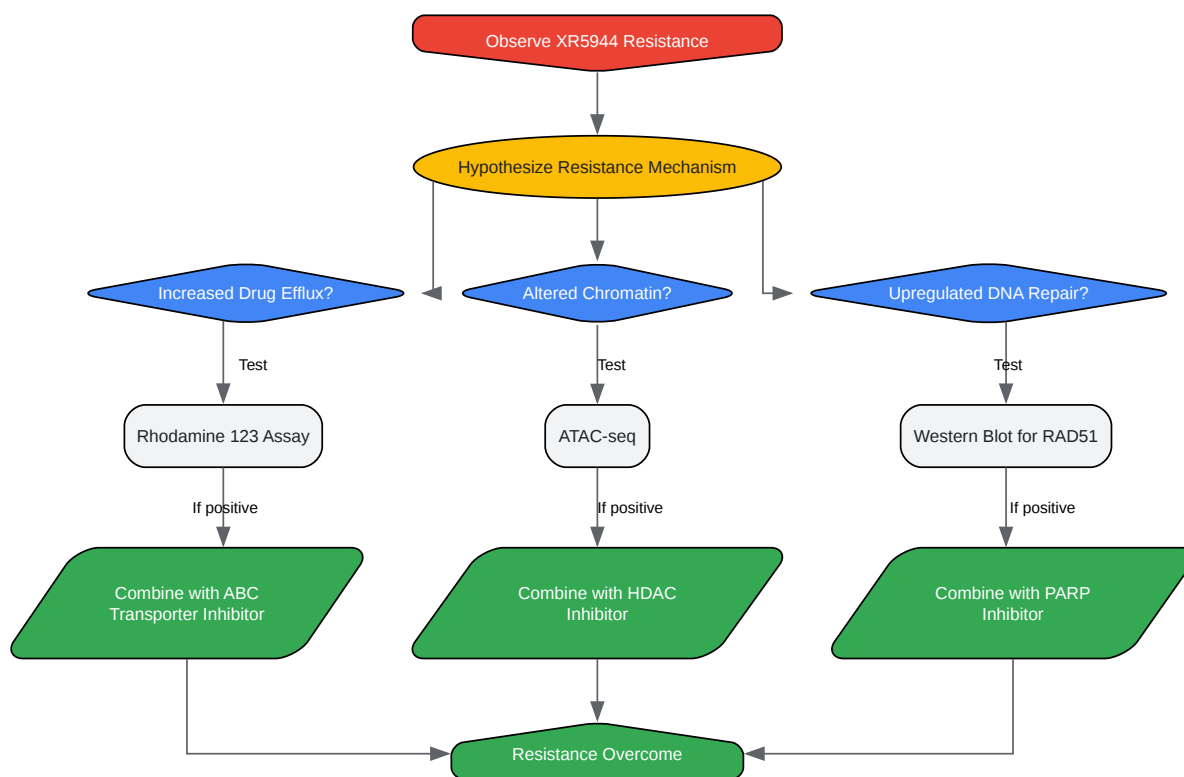 Observe XR5944 Resistance
Hypothesize Resistance Mechanism
Increased Drug Efflux?
Altered Chromatin?
Upregulated DNA Repair?
Test
Test
Test
Rhodamine 123 Assay
ATAC-seq
Western Blot for RAD51
If positive
If positive
If positive
Combine with ABC
Transporter Inhibitor
Combine with HDAC
Inhibitor
Combine with PARP
Inhibitor
Resistance Overcome